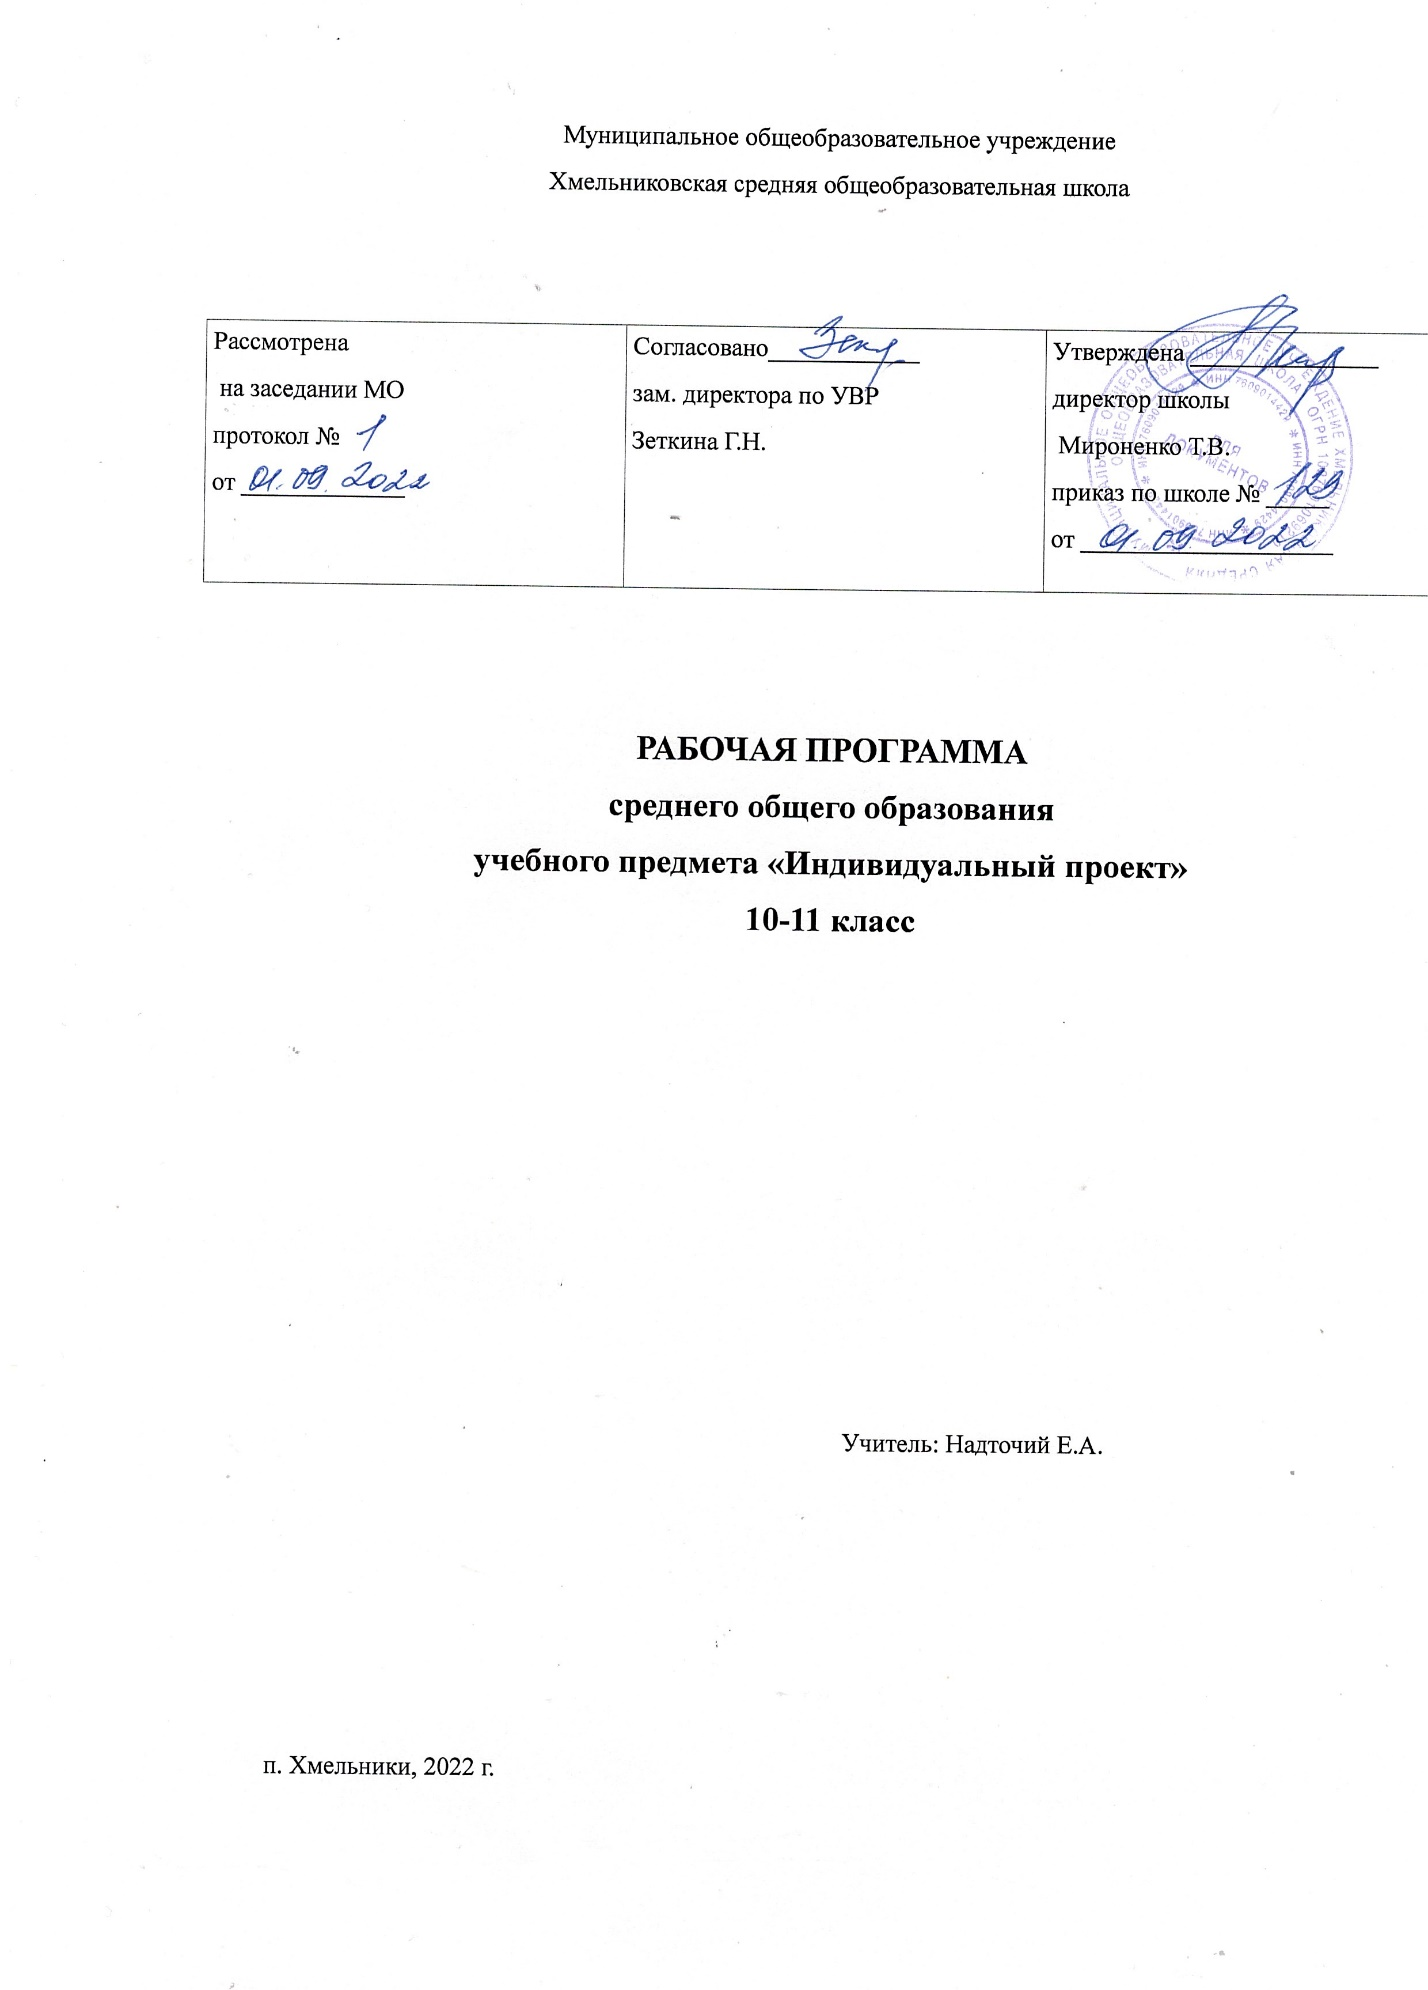 Муниципальное общеобразовательное учреждение
Хмельниковская средняя общеобразовательная школа
Рассмотрена
на заседании МО
протокол № 1
от 01.09.2022
Согласовано
зам. директора по УВР
Зеткина Г.Н.
Утверждена
директор школы
Мироненко Т.В.
приказ по школе № 129
от 01.09.2022
ДЛЯ
ДОКУМЕНТОВ
РАБОЧАЯ ПРОГРАММА
среднего общего образования
учебного предмета «Индивидуальный проект»
10-11 класс
Учитель: Надточий Е.А.
п. Хмельники, 2022 г.